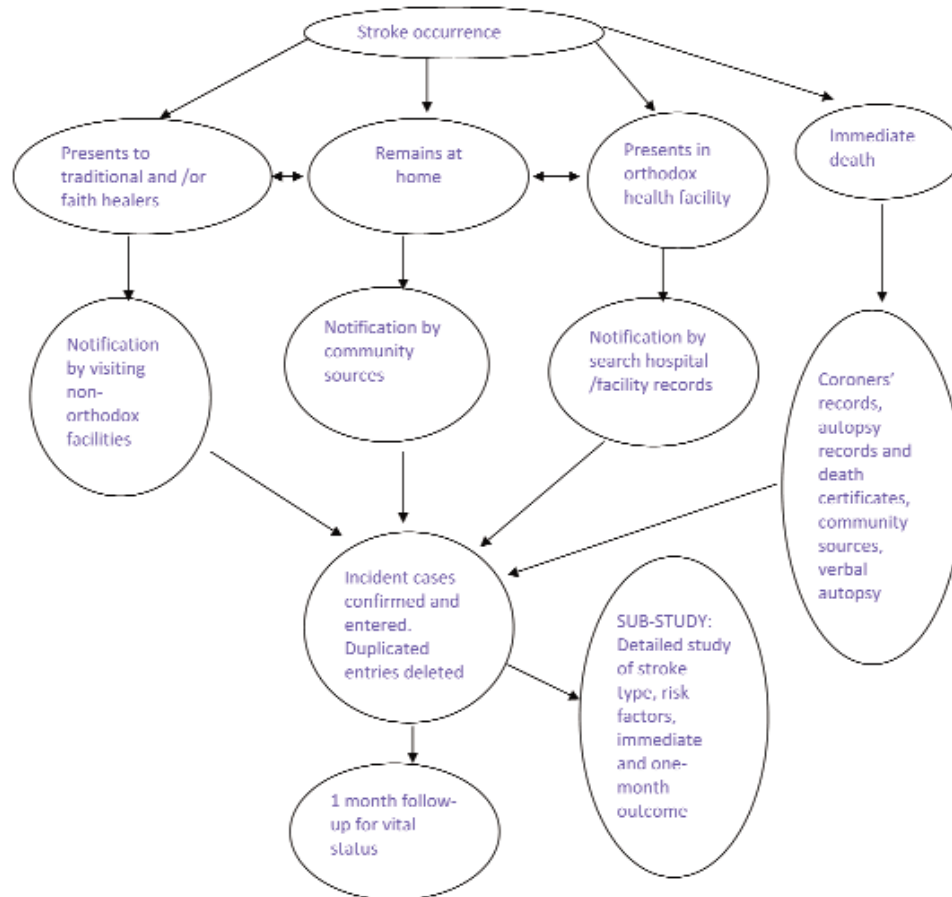 Stroke occurrence
Presents to
traditional and /or
faith healers
Remains at
home
Presents in
orthodox
health facility
Immediate
death
Notification
by visiting
non-
orthodox
facilities
Notification by
community
sources
Notification by
search hospital
/facility records
Coroners'
records,
autopsy
records and
death
certificates,
community
sources,
verbal
autopsy
Incident cases
confirmed and
entered.
Duplicated
entries deleted
SUB-STUDY:
Detailed study
of stroke
type, risk
factors,
immediate
and one-
month
outcome
1 month follow-
up for vital
status